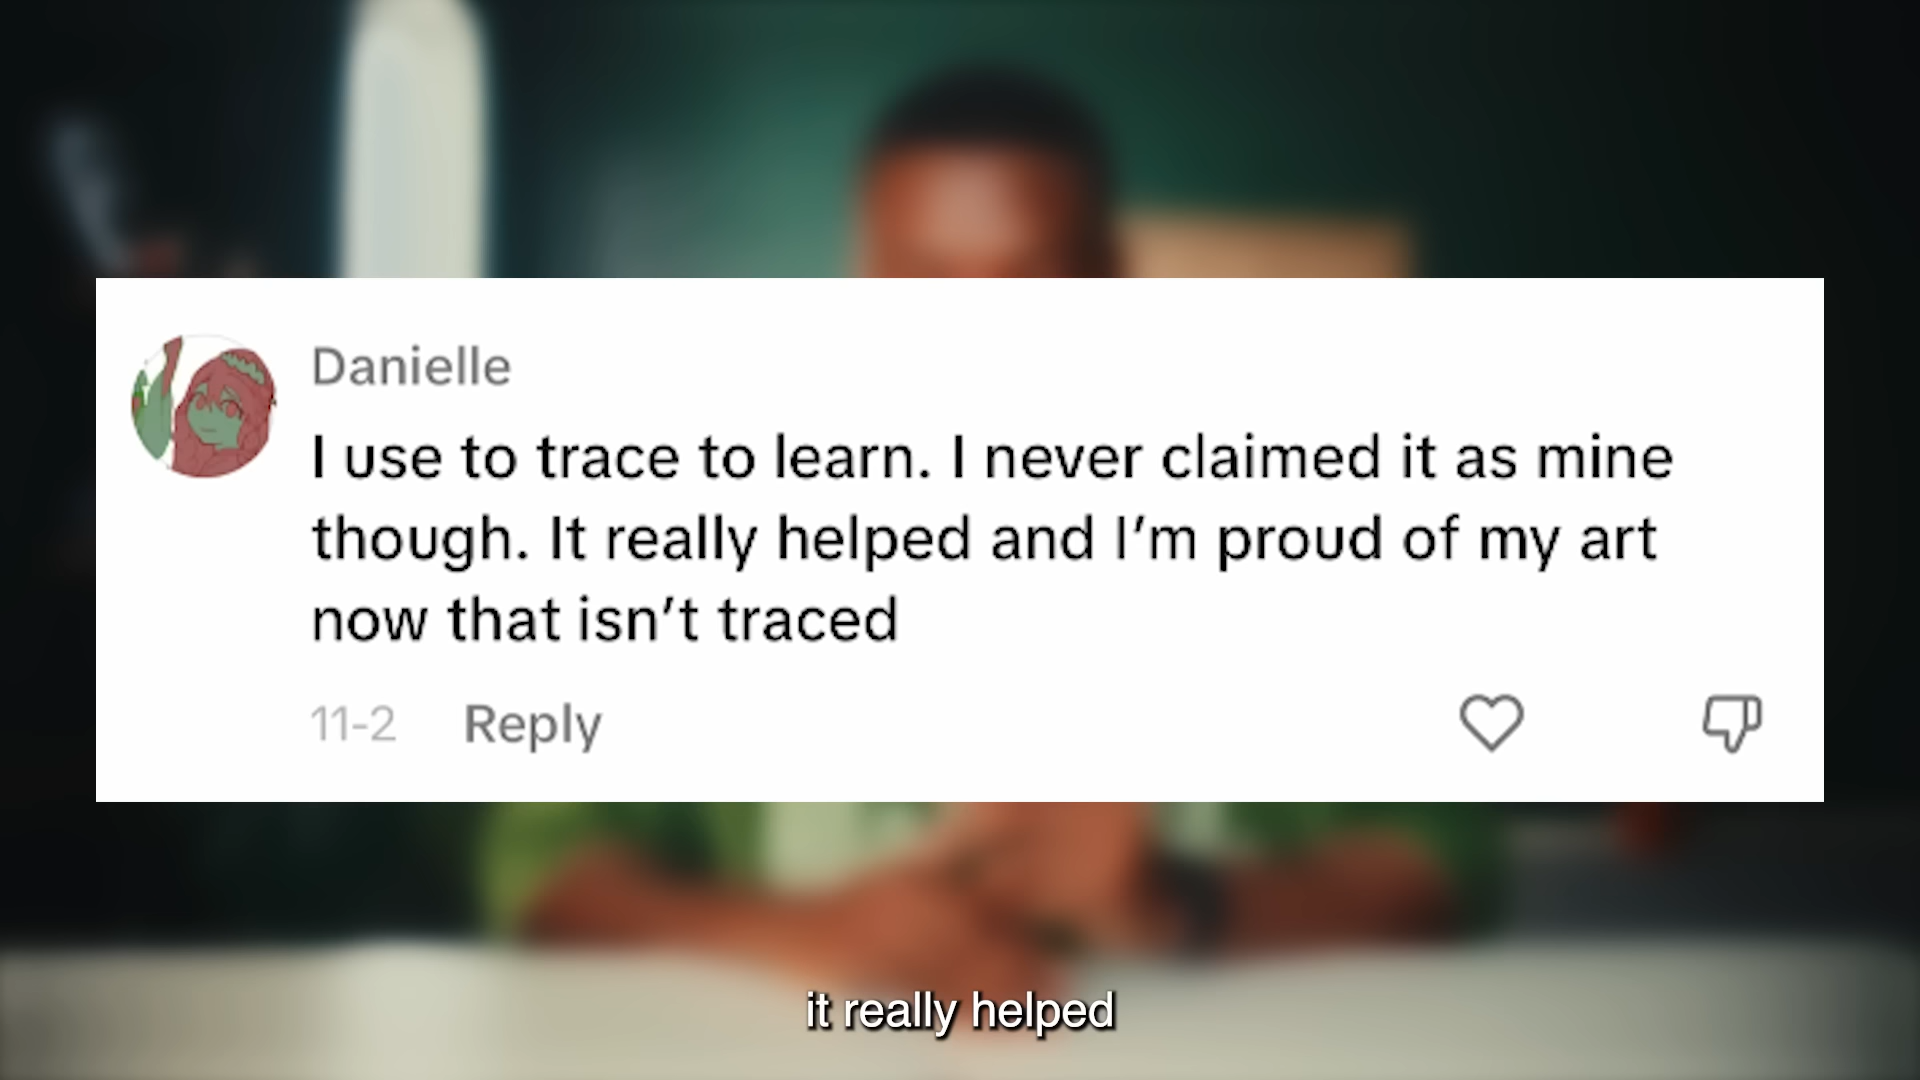 Danielle
I use to trace to learn. I never claimed it as mine
though. It really helped and I’m proud of my art
now that isn’t traced
11-2 Reply
it really helped